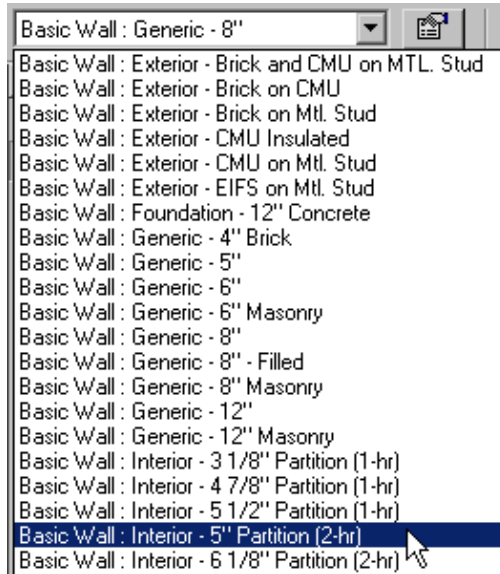 Basic Wall : Generic - 8"
Basic Wall : Exterior - Brick and CMU on MTL. Stud
Basic Wall : Exterior - Brick on CMU
Basic Wall : Exterior - Brick on Mtl. Stud
Basic Wall : Exterior - CMU Insulated
Basic Wall : Exterior - CMU on Mtl. Stud
Basic Wall : Exterior - EIFS on Mtl. Stud
Basic Wall : Foundation - 12" Concrete
Basic Wall : Generic - 4" Brick
Basic Wall : Generic - 5"
Basic Wall : Generic - 6"
Basic Wall : Generic - 6" Masonry
Basic Wall : Generic - 8"
Basic Wall : Generic - 8" - Filled
Basic Wall : Generic - 8" Masonry
Basic Wall : Generic - 12"
Basic Wall : Generic - 12" Masonry
Basic Wall : Interior - 3 1/8" Partition (1-hr)
Basic Wall : Interior - 4 7/8" Partition (1-hr)
Basic Wall : Interior - 5 1/2" Partition (1-hr)
Basic Wall : Interior - 5" Partition (2-hr)
Basic Wall : Interior - 6 1/8" Partition (2-hr)